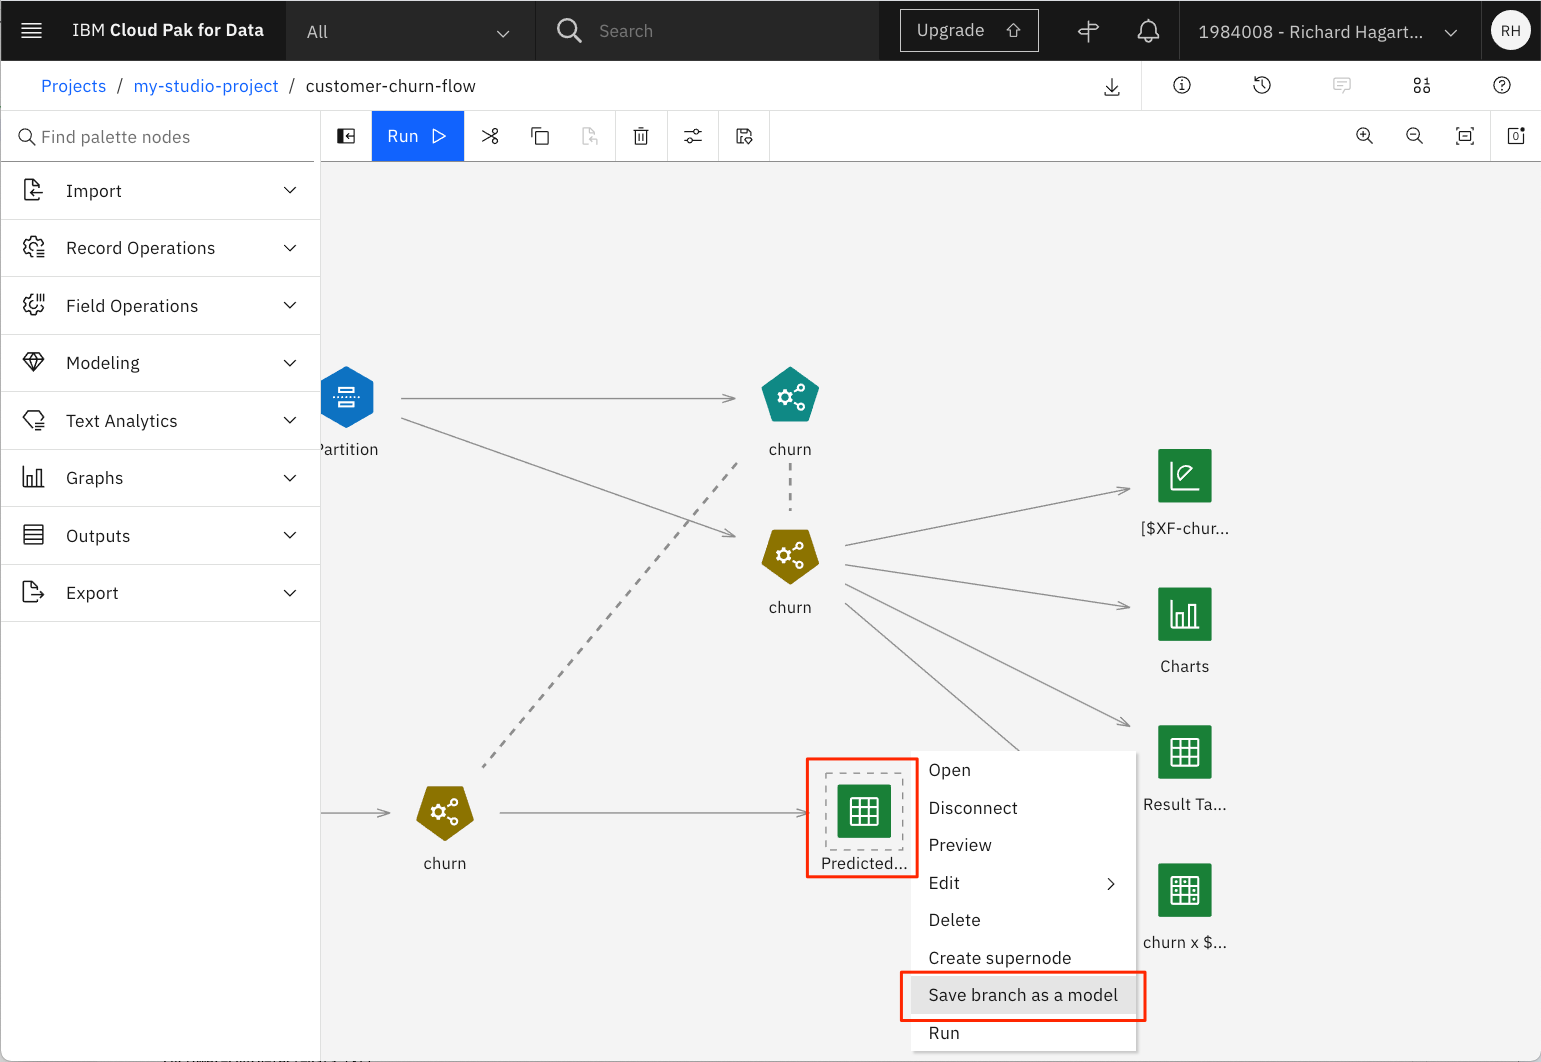 IBM Cloud Pak for Data
All
Search
Upgrade
1984008 - Richard Hagart...
RH
Projects / my-studio-project / customer-churn-flow
Find palette nodes
Run
0
Import
Record Operations
Field Operations
Modeling
Text Analytics
Graphs
Outputs
Export
Partition
churn
churn
[$XF-chur...
Charts
Result Ta...
churn x $...
churn
Predicted...
Open
Disconnect
Preview
Edit
Delete
Create supernode
Save branch as a model
Run